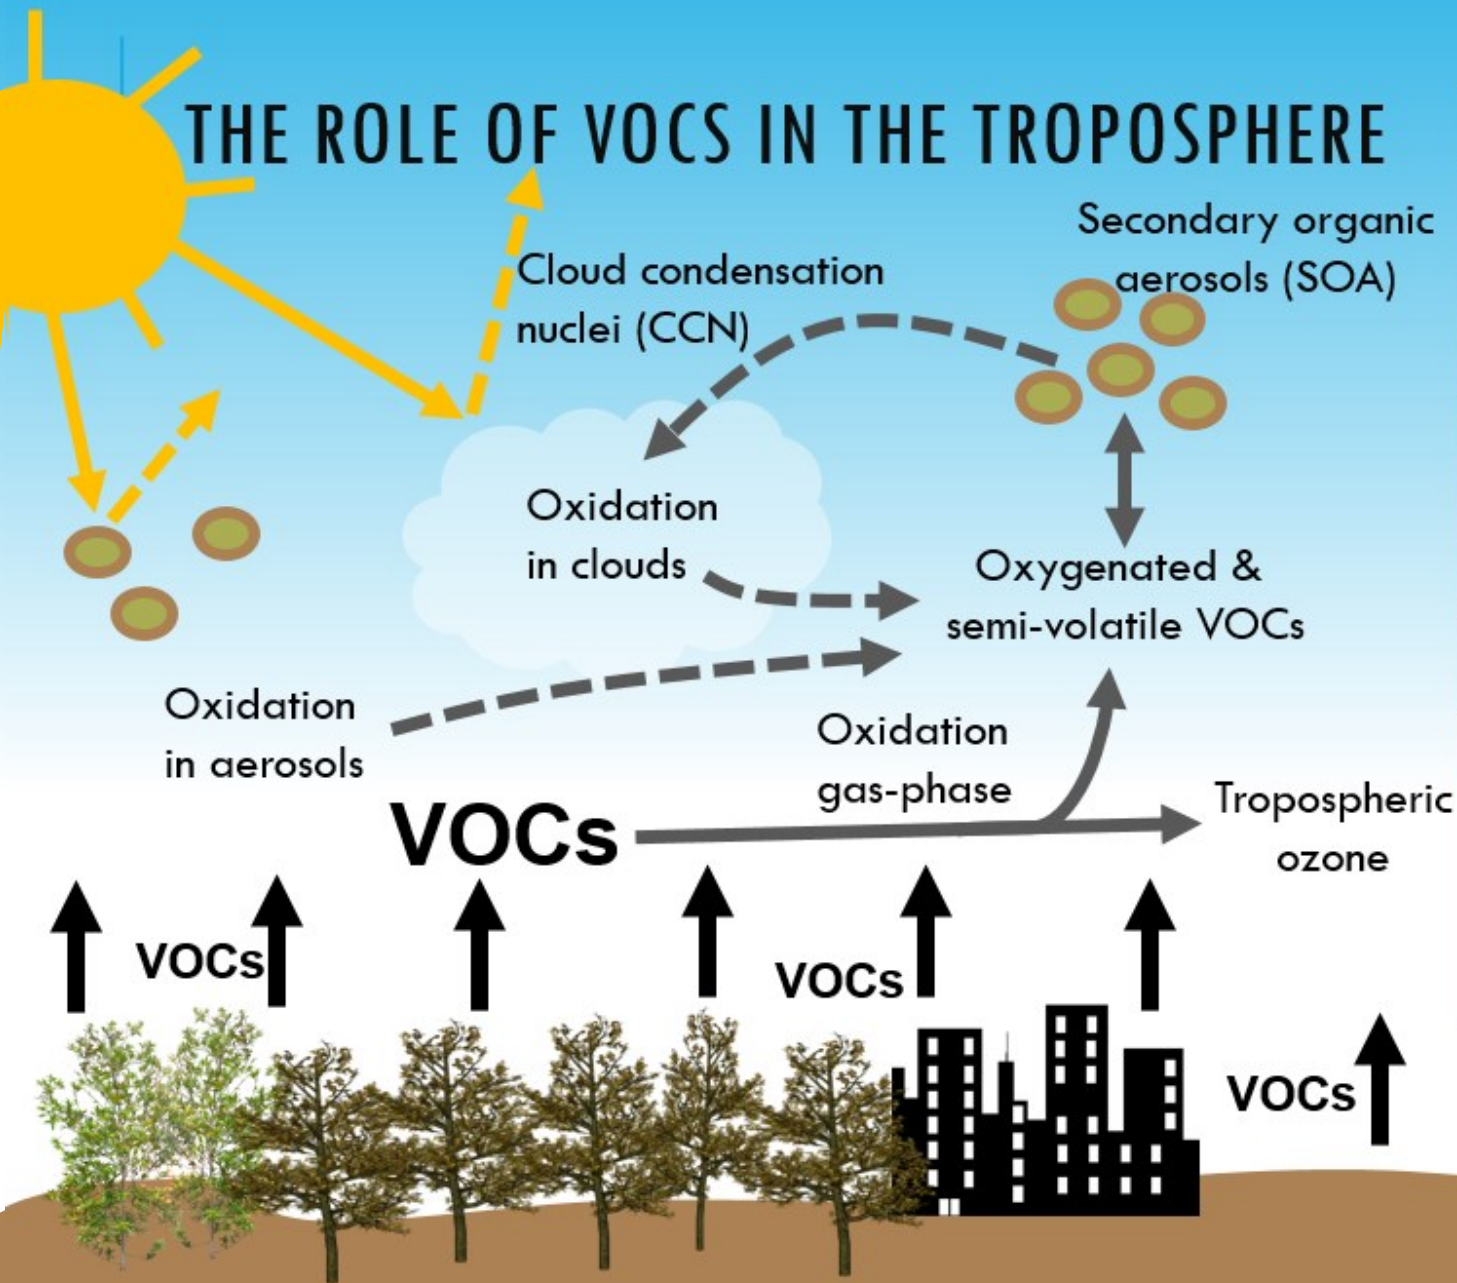 THE ROLE OF VOCS IN THE TROPOSPHERE
Secondary organic
aerosols (SOA)
Cloud condensation
nuclei (CCN)
Oxidation
in clouds
Oxygenated &
semi-volatile VOCs
Oxidation
in aerosols
Oxidation
gas-phase
VOCs
Tropospheric
ozone
VOCs
VOCs
VOCs